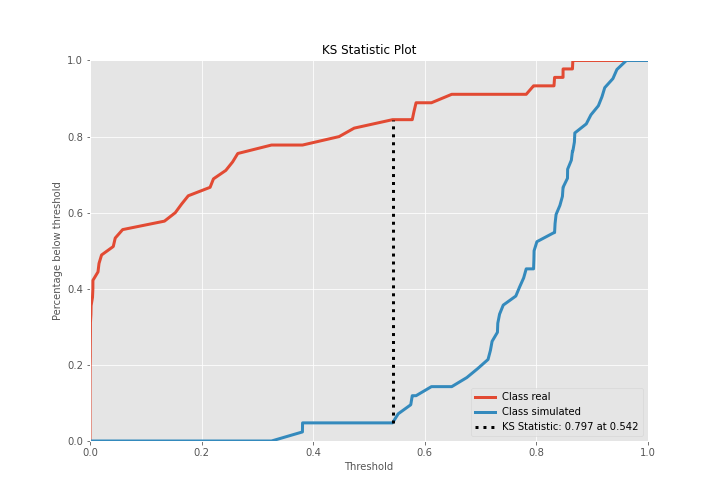 KS Statistic Plot
1.0
0.8
0.6
0.4
0.2
0.0
Percentage below threshold
0.0 0.2 0.4 0.6 0.8 1.0
Threshold
Class real
Class simulated
KS Statistic: 0.797 at 0.542